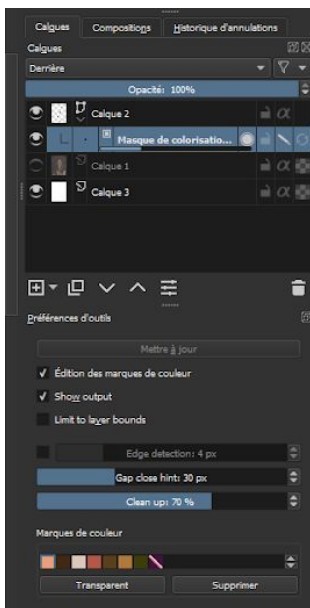 Calques Compositions Historique d'annulations
Calques
Derrière
Opacité: 100%
Calque 2
Masque de colorisatio...
Calque 1
Calque 3
Préférences d'outils
Mettre à jour
Édition des marques de couleur
Show output
Limit to layer bounds
Edge detection: 4 px
Gap close hint: 30 px
Clean up: 70 %
Marques de couleur
Transparent Supprimer